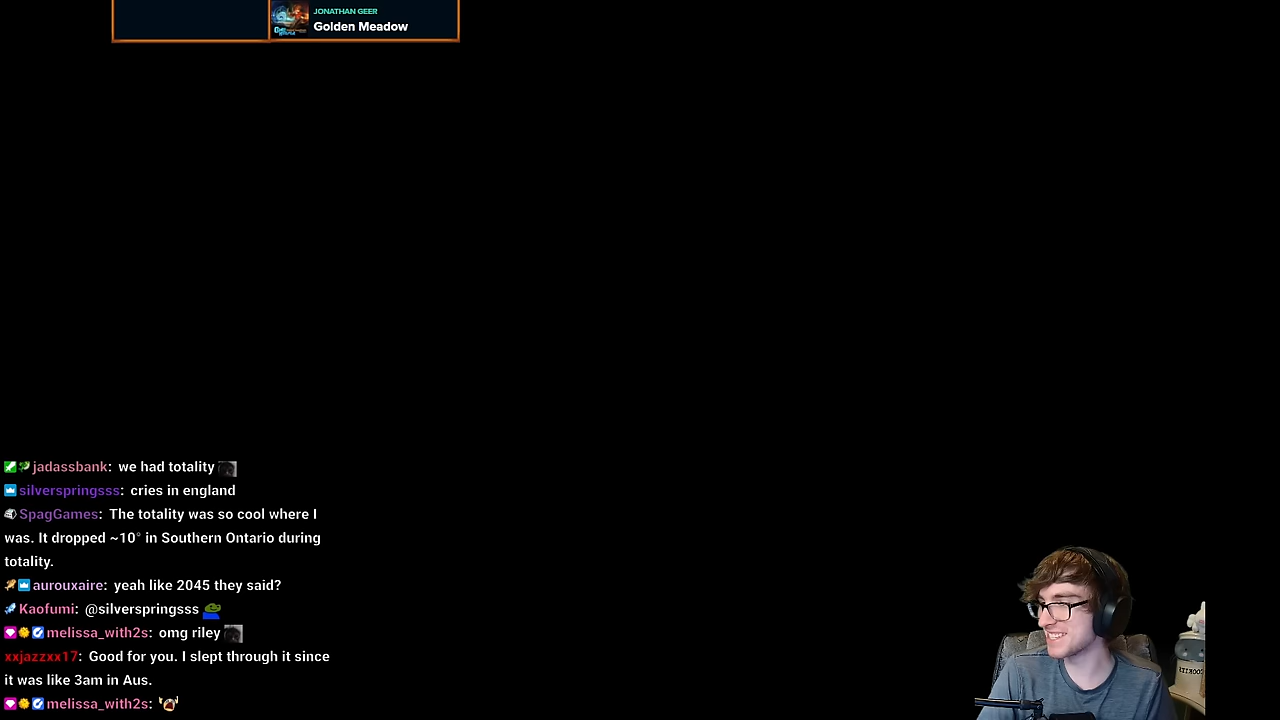 JONATHAN GEER
Golden Meadow
jadassbank: we had totality
silverspringsss: cries in england
SpagGames: The totality was so cool where I
was. It dropped ~10° in Southern Ontario during
totality.
aurouxaire: yeah like 2045 they said?
Kaofumi: @silverspringsss
melissa_with2s: omg riley
xxjazzxx17: Good for you. I slept through it since
it was like 3am in Aus.
melissa_with2s: